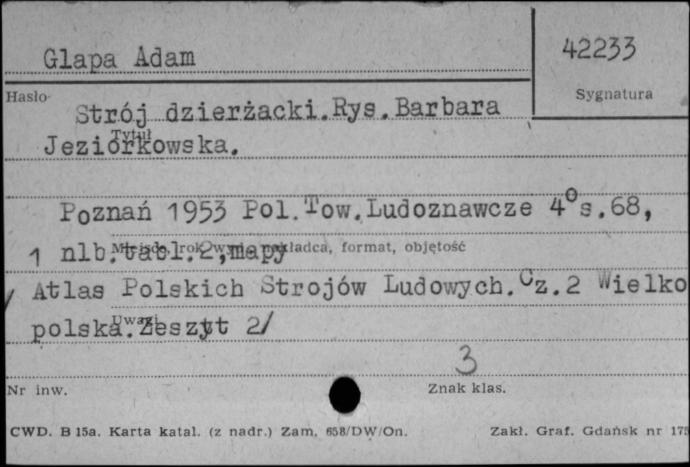 Glapa Adam
42233
Hasło
Sygnatura
Strój dzierżacki.Rys.Barbara
Tytuł
Jeziorkowska.
Poznań 1953 Pol.Tow.Ludoznawcze 4°s.68,
1 nlb.tabl.2,mapy
Miejsce, rok wyd., nakładca, format, objętość
/ Atlas Polskich Strojów Ludowych.Cz.2 Wielko
polska.Zeszyt 2/
Uwagi
3
Nr inw.
Znak klas.
CWD. B 15a. Karta katal. (z nadr.) Zam. 658/DW/On.
Zakł. Graf. Gdańsk nr 175